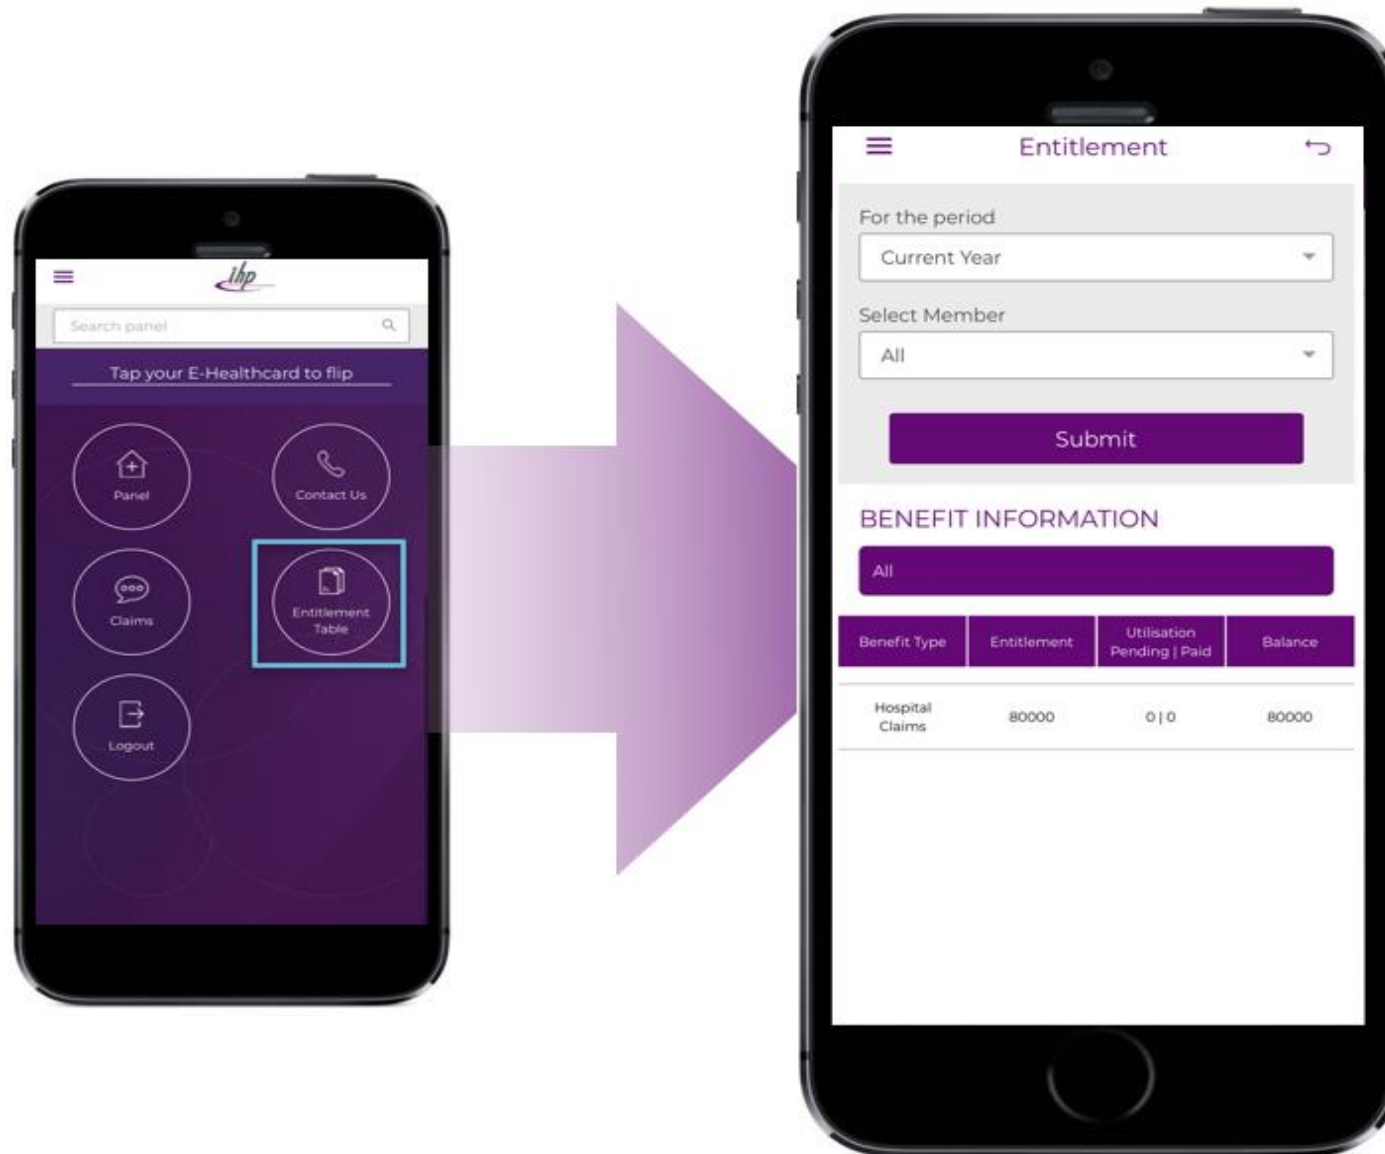 ihp
Search panel
Tap your E-Healthcard to flip
Panel
Contact Us
Claims
Entitlement
Table
Logout
Entitlement
For the period
Current Year
Select Member
All
Submit
BENEFIT INFORMATION
All
Benefit Type
Entitlement
Utilisation
Pending | Paid
Balance
Hospital
Claims
80000
0 | 0
80000